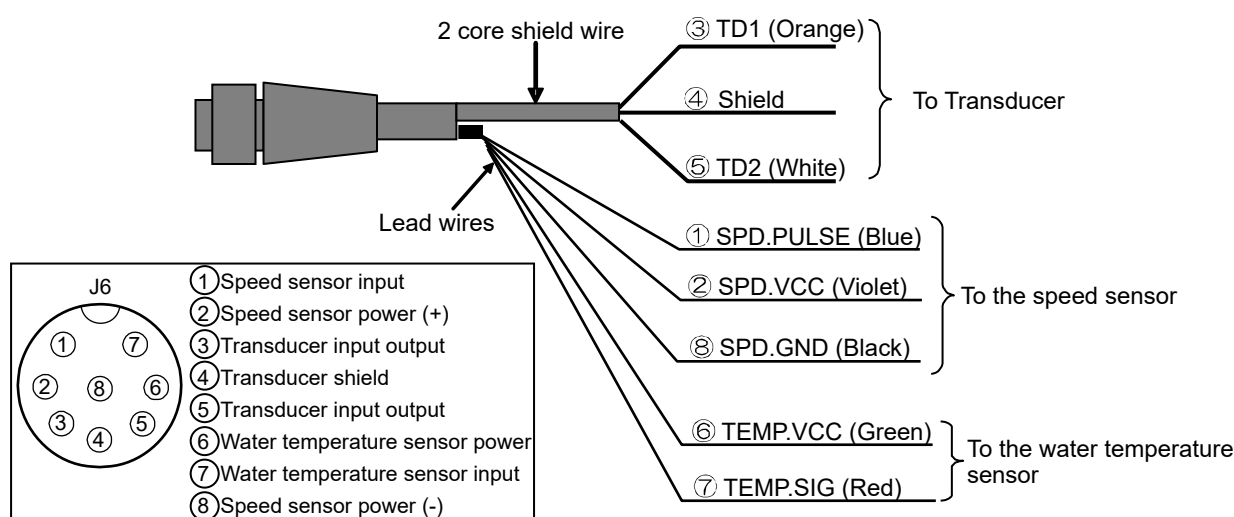 2 core shield wire
③ TD1 (Orange)
④ Shield
To Transducer
⑤ TD2 (White)
Lead wires
① SPD.PULSE (Blue)
② SPD.VCC (Violet)
To the speed sensor
⑧ SPD.GND (Black)
⑥ TEMP.VCC (Green)
To the water temperature
sensor
⑦ TEMP.SIG (Red)
J6
① ⑦
② ⑧ ⑥
③ ⑤
④
①Speed sensor input
②Speed sensor power (+)
③Transducer input output
④Transducer shield
⑤Transducer input output
⑥Water temperature sensor power
⑦Water temperature sensor input
⑧Speed sensor power (-)